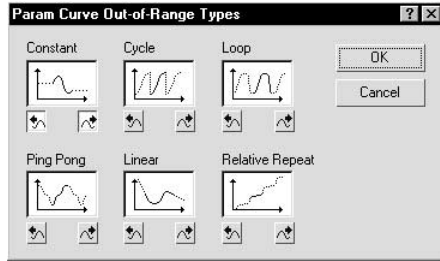 Param Curve Out-of-Range Types
Constant Cycle Loop
OK
Cancel
Ping Pong Linear Relative Repeat